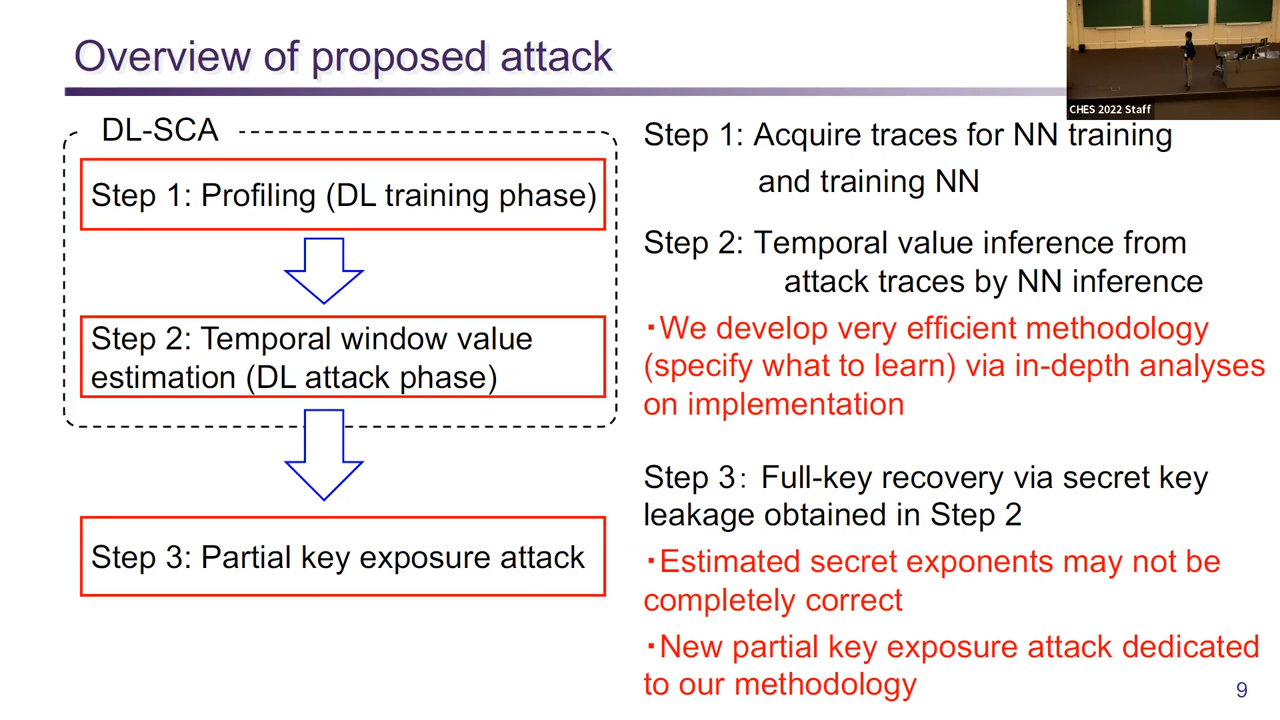 Overview of proposed attack
CHES 2022 Staff
DL-SCA
Step 1: Profiling (DL training phase)
Step 2: Temporal window value
estimation (DL attack phase)
Step 3: Partial key exposure attack
Step 1: Acquire traces for NN training
and training NN
Step 2: Temporal value inference from
attack traces by NN inference
・We develop very efficient methodology
(specify what to learn) via in-depth analyses
on implementation
Step 3: Full-key recovery via secret key
leakage obtained in Step 2
・Estimated secret exponents may not be
completely correct
・New partial key exposure attack dedicated
to our methodology
9